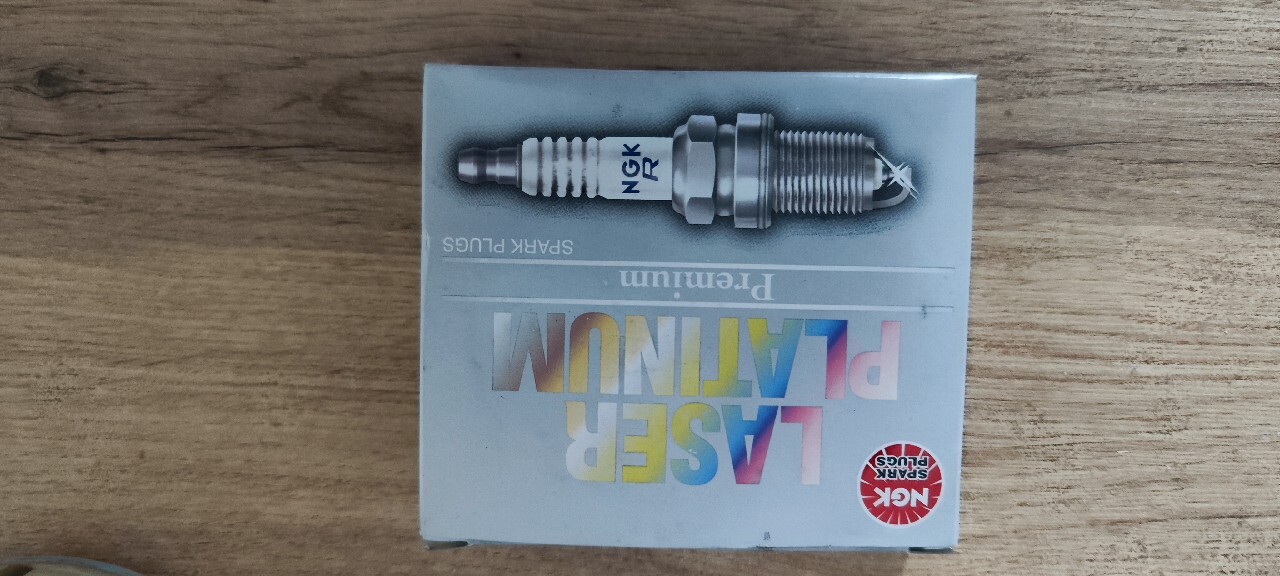 NGK
SPARK
PLUGS
LASER
PLATINUM
Premium
SPARK PLUGS
NGK
R